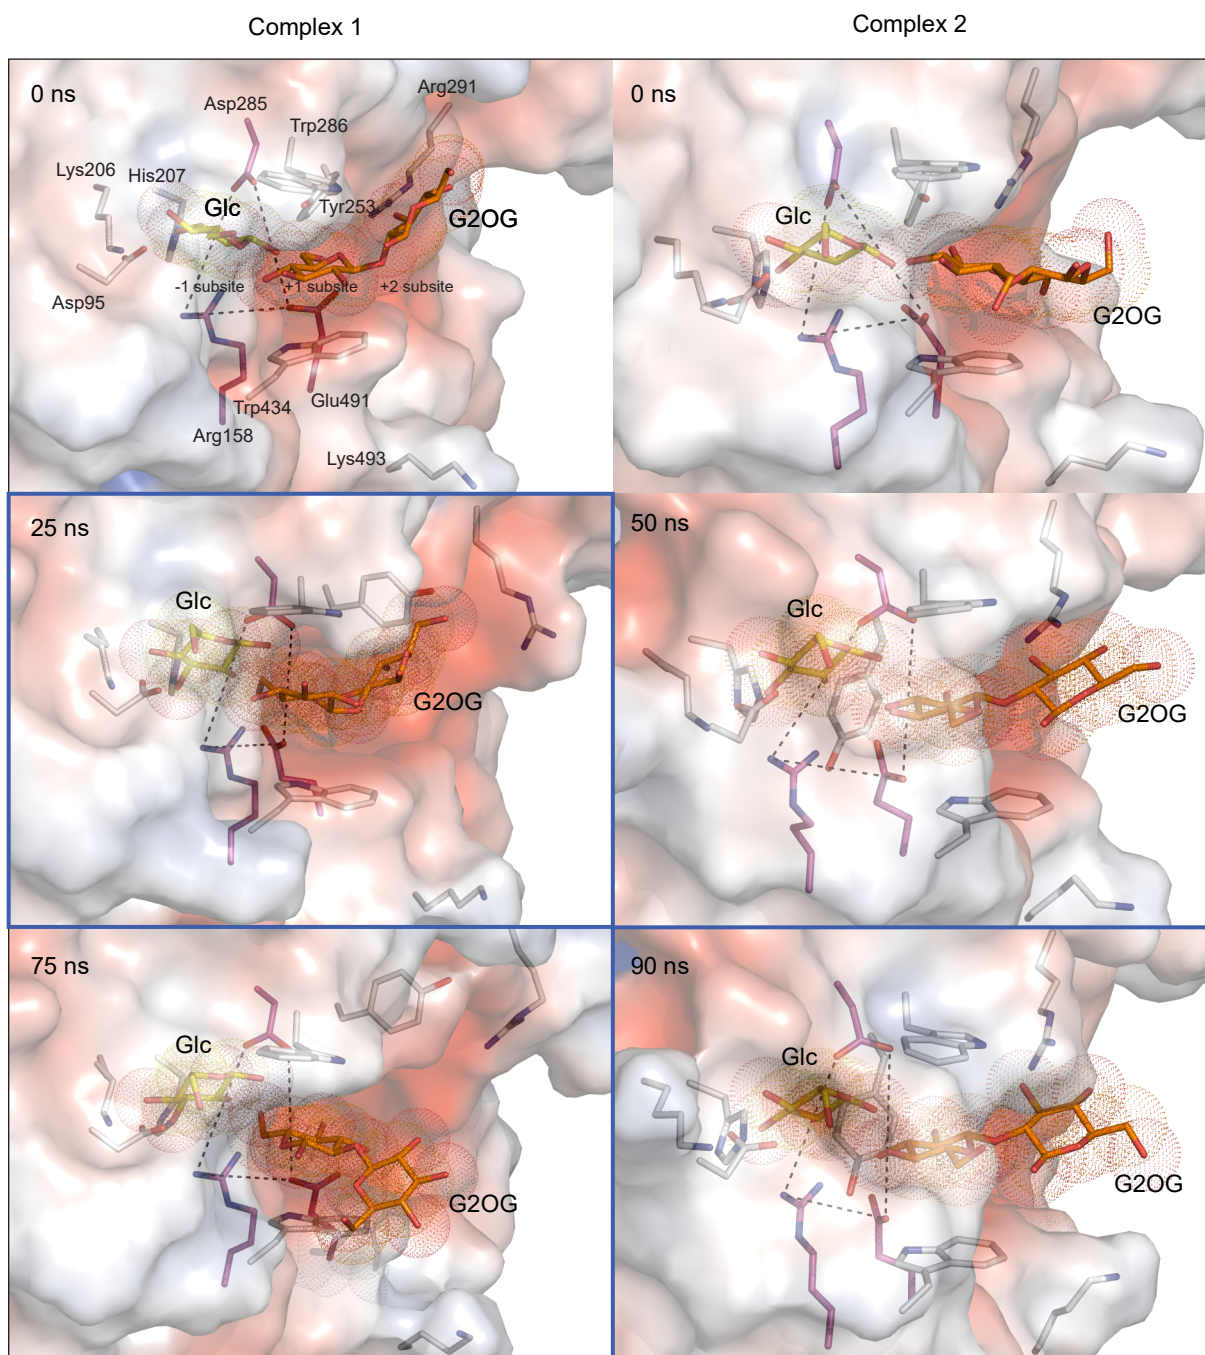 Complex 1
Complex 2
0 ns
Asp285
Arg291
Trp286
Lys206
His207
Glc
Tyr253
G2OG
-1 subsite
+1 subsite
+2 subsite
Asp95
Trp434
Glu491
Arg158
Lys493
0 ns
Glc
G2OG
25 ns
Glc
G2OG
50 ns
Glc
G2OG
75 ns
Glc
G2OG
90 ns
Glc
G2OG